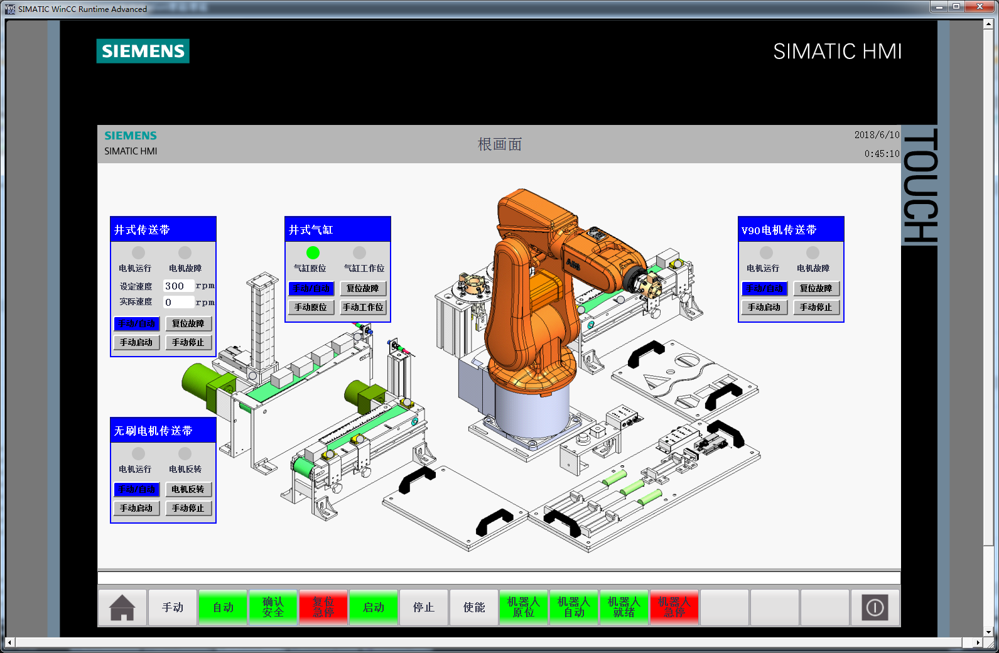 SIMATIC WinCC Runtime Advanced
SIEMENS
SIMATIC HMI
TOUCH
SIEMENS
SIMATIC HMI
根画面
2018/6/10
0:45:10
井式传送带
电机运行 电机故障
设定速度 300 rpm
实际速度 0 rpm
手动/自动 复位故障
手动启动 手动停止
井式气缸
气缸原位 气缸工作位
手动/自动 复位故障
手动原位 手动工作位
V90电机传送带
电机运行 电机故障
手动/自动 复位故障
手动启动 手动停止
ABB
无刷电机传送带
电机运行 电机反转
手动/自动 电机反转
手动启动 手动停止
手动
自动
确认
安全
复位
急停
启动
停止
使能
机器人
原位
机器人
自动
机器人
就绪
机器人
急停